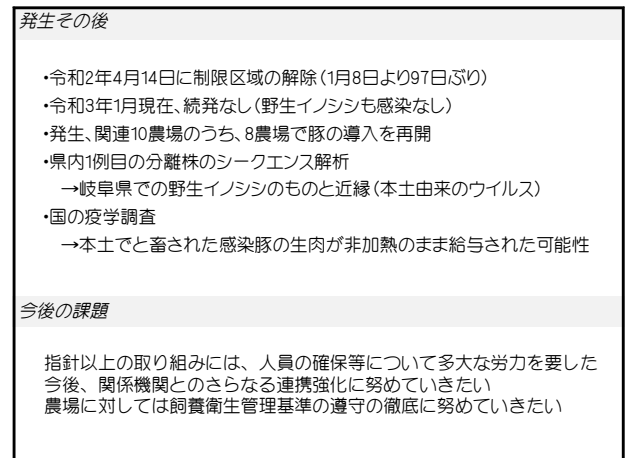 発生その後
・令和2年4月14日に制限区域の解除(1月8日より97日ぶり)
・令和3年1月現在、続発なし(野生イノシシも感染なし)
・発生、関連10農場のうち、8農場で豚の導入を再開
・県内1例目の分離株のシークエンス解析
→岐阜県での野生イノシシのものと近縁(本土由来のウイルス)
・国の疫学調査
→本土でと畜された感染豚の生肉が非加熱のまま給与された可能性
今後の課題
指針以上の取り組みには、人員の確保等について多大な労力を要した
今後、関係機関とのさらなる連携強化に努めていきたい
農場に対しては飼養衛生管理基準の遵守の徹底に努めていきたい